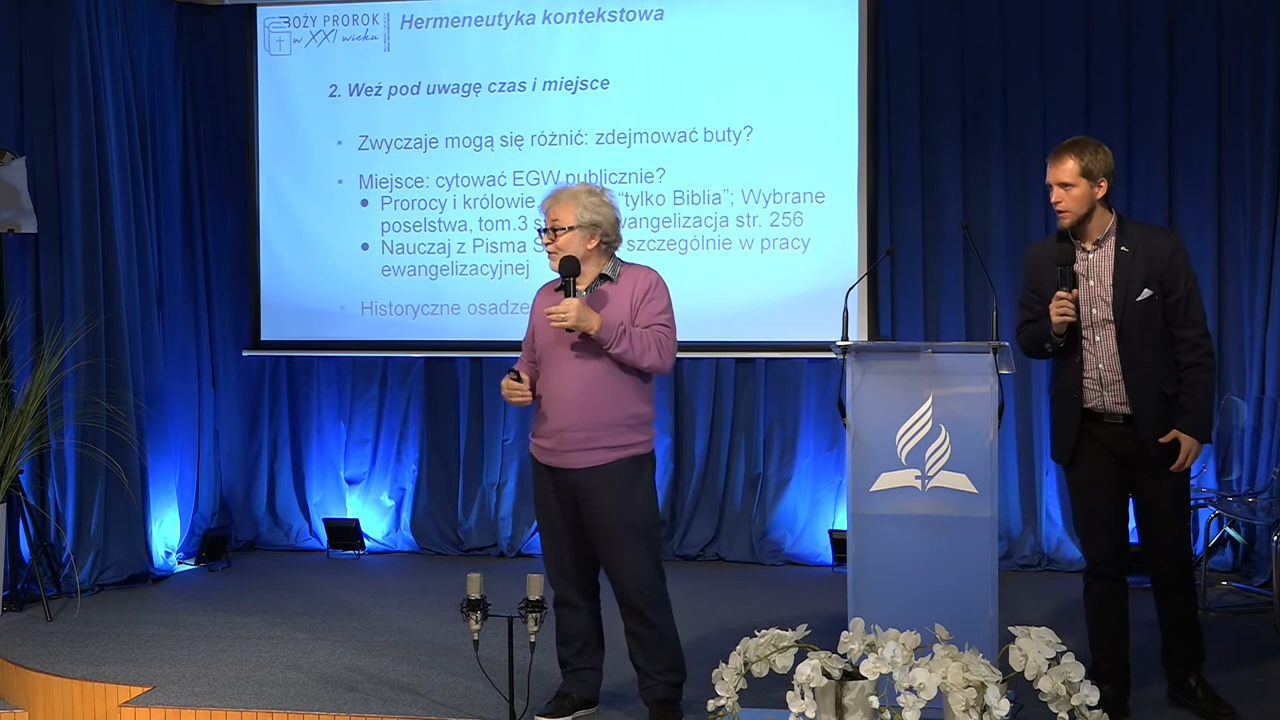 BOŻY PROROK
w XXI wieku
Hermeneutyka kontekstowa
2. Weź pod uwagę czas i miejsce
Zwyczaje mogą się różnić: zdejmować buty?
Miejsce: cytować EGW publicznie?
Prorocy i królowie, “tylko Biblia”; Wybrane
poselstwa, tom.3 wangelizacja str. 256
Nauczaj z Pisma szczególnie w pracy
ewangelizacyjnej
Historyczne osadze